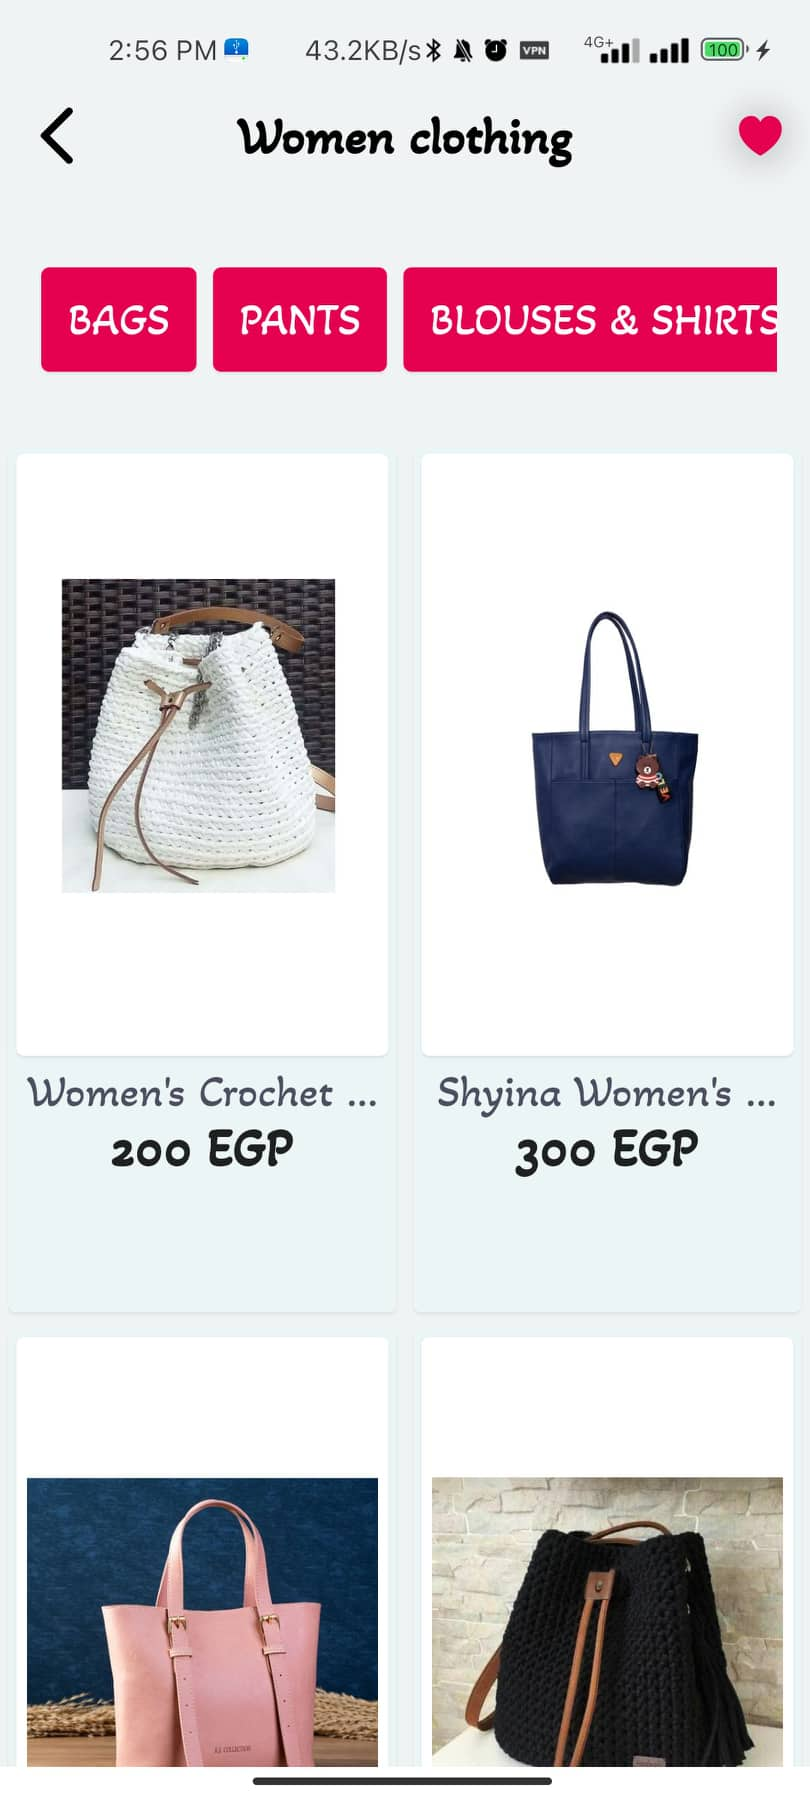 2:56 PM
43.2KB/s
VPN
4G+
100
Women clothing
BAGS
PANTS
BLOUSES & SHIRTS
Women's Crochet ...
Shyina Women's ...
200 EGP
300 EGP